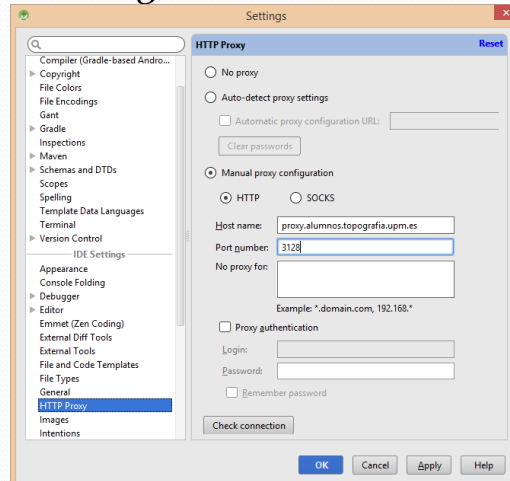 Settings
HTTP Proxy
Reset
Compiler (Gradle-based Andro...
Copyright
File Colors
File Encodings
Gant
Gradle
Inspections
Maven
Schemas and DTDs
Scopes
Spelling
Template Data Languages
Terminal
Version Control
IDE Settings
Appearance
Console Folding
Debugger
Editor
Emmet (Zen Coding)
External Diff Tools
External Tools
File and Code Templates
File Types
General
HTTP Proxy
Images
Intentions
No proxy
Auto-detect proxy settings
Automatic proxy configuration URL:
Clear passwords
Manual proxy configuration
HTTP SOCKS
Host name: proxy.alumnos.topografia.upm.es
Port number: 3128
No proxy for:
Example: *.domain.com, 192.168.*
Proxy authentication
Login:
Password:
Remember password
Check connection
OK Cancel Apply Help